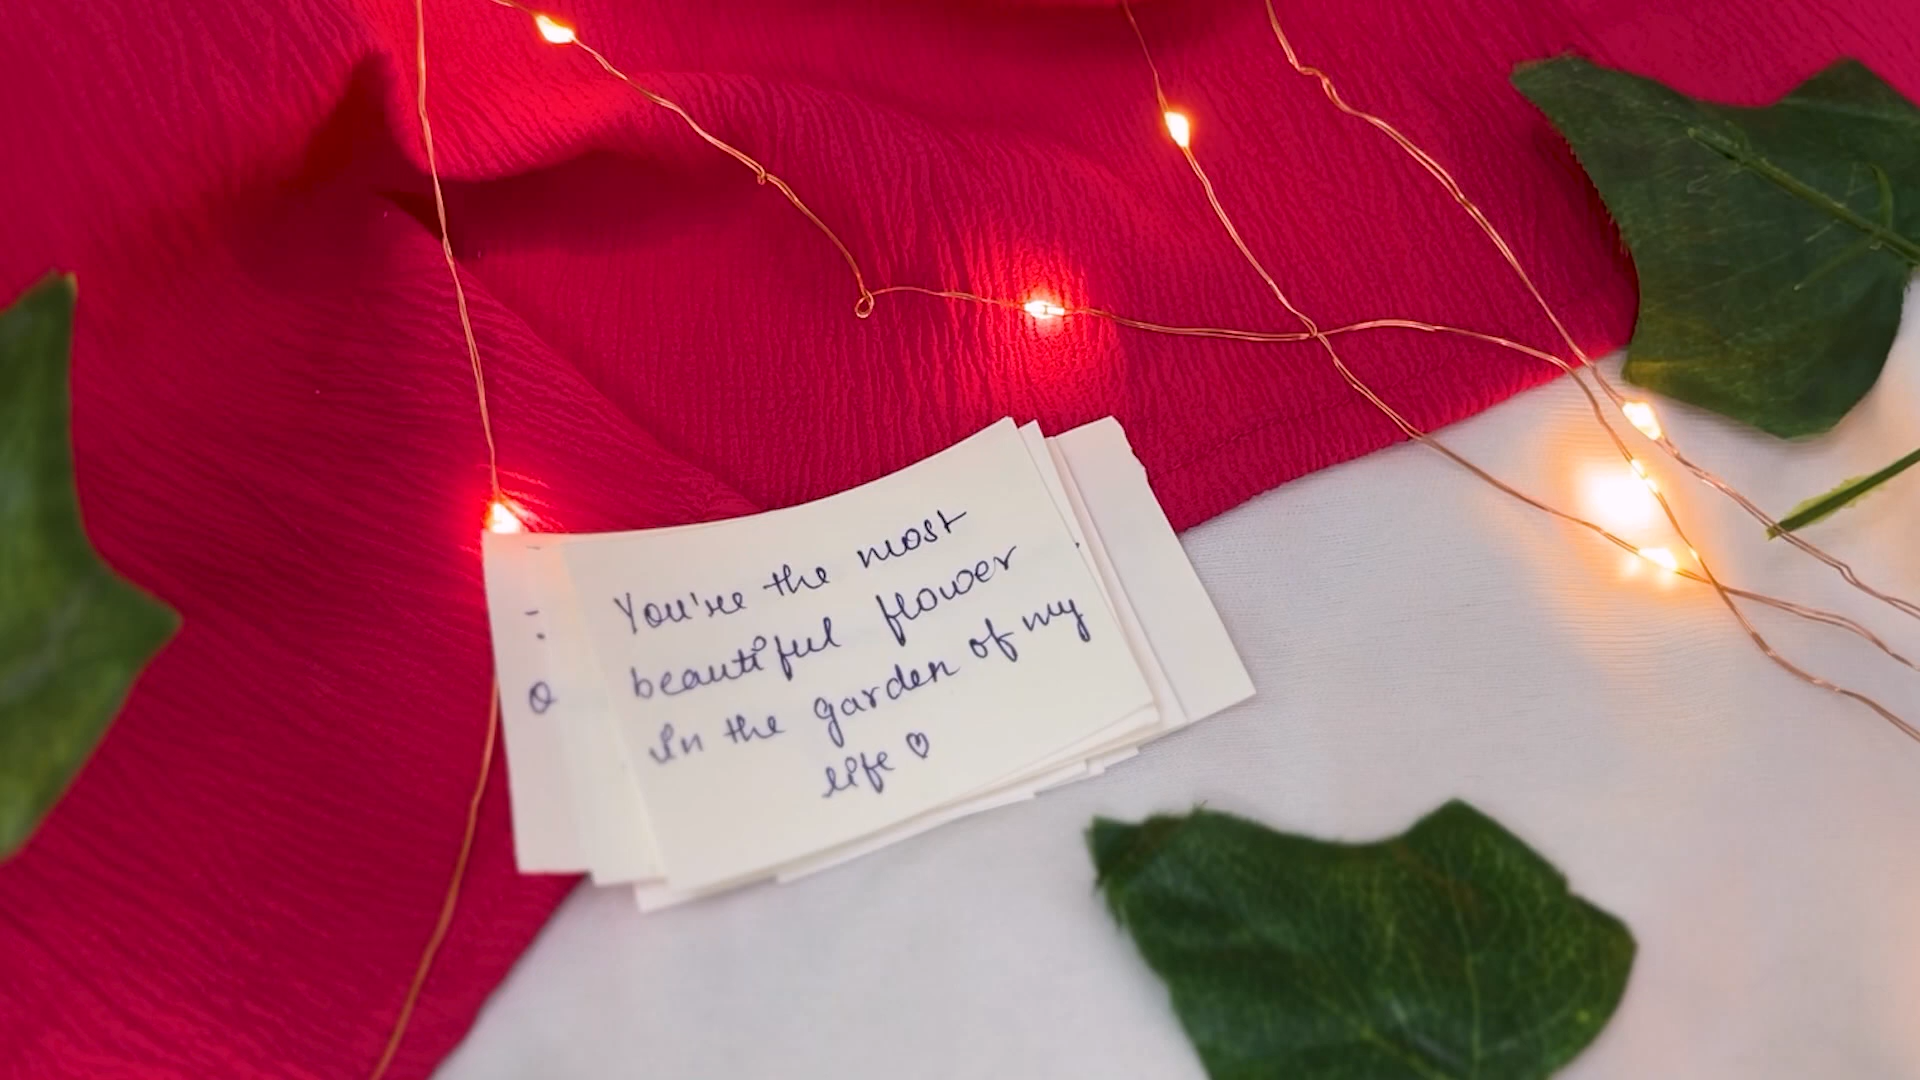 You're the most
beautiful flower
in the garden of my
life ♡